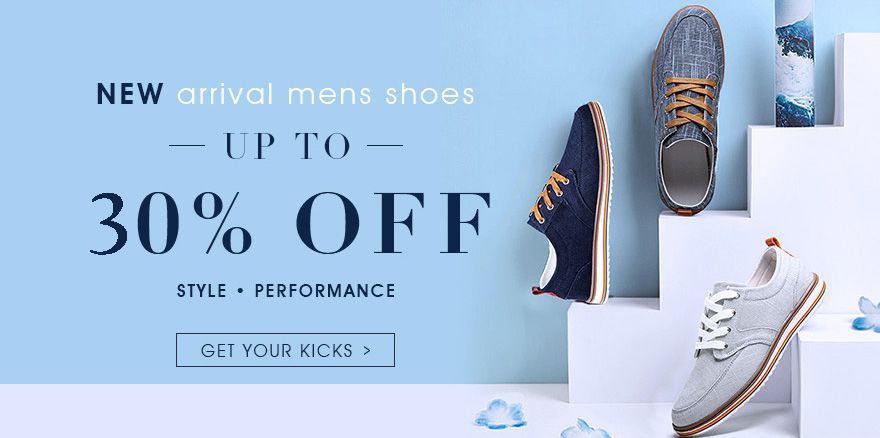 NEW arrival mens shoes
— UP TO —
30% OFF
STYLE • PERFORMANCE
GET YOUR KICKS >